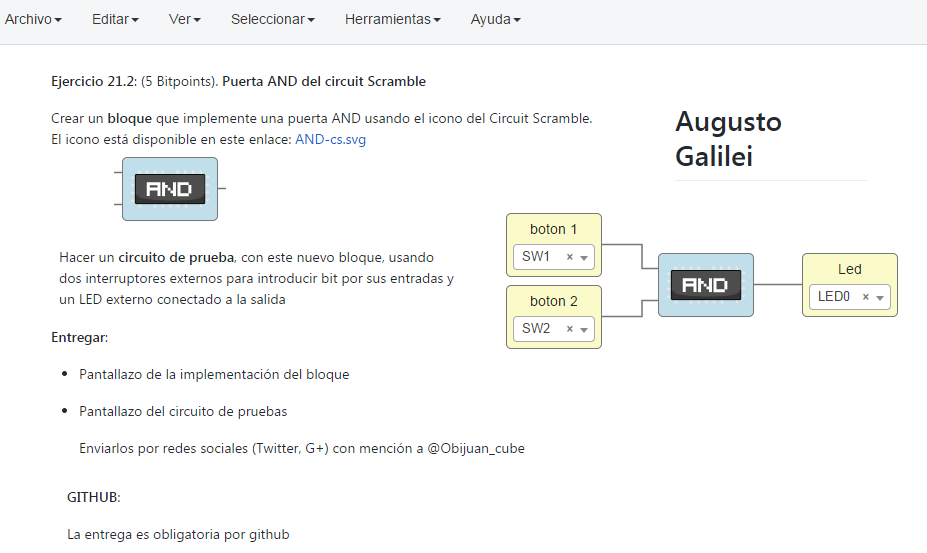 Archivo Editar Ver Seleccionar Herramientas Ayuda
Ejercicio 21.2: (5 Bitpoints). Puerta AND del circuit Scramble
Crear un bloque que implemente una puerta AND usando el icono del Circuit Scramble.
El icono está disponible en este enlace: AND-cs.svg
AND
Hacer un circuito de prueba, con este nuevo bloque, usando
dos interruptores externos para introducir bit por sus entradas y
un LED externo conectado a la salida
Entregar:
• Pantallazo de la implementación del bloque
• Pantallazo del circuito de pruebas
Enviarlos por redes sociales (Twitter, G+) con mención a @Obijuan_cube
GITHUB:
La entrega es obligatoria por github
Augusto
Galilei
boton 1
SW1 ×
boton 2
SW2 ×
AND
Led
LED0 ×